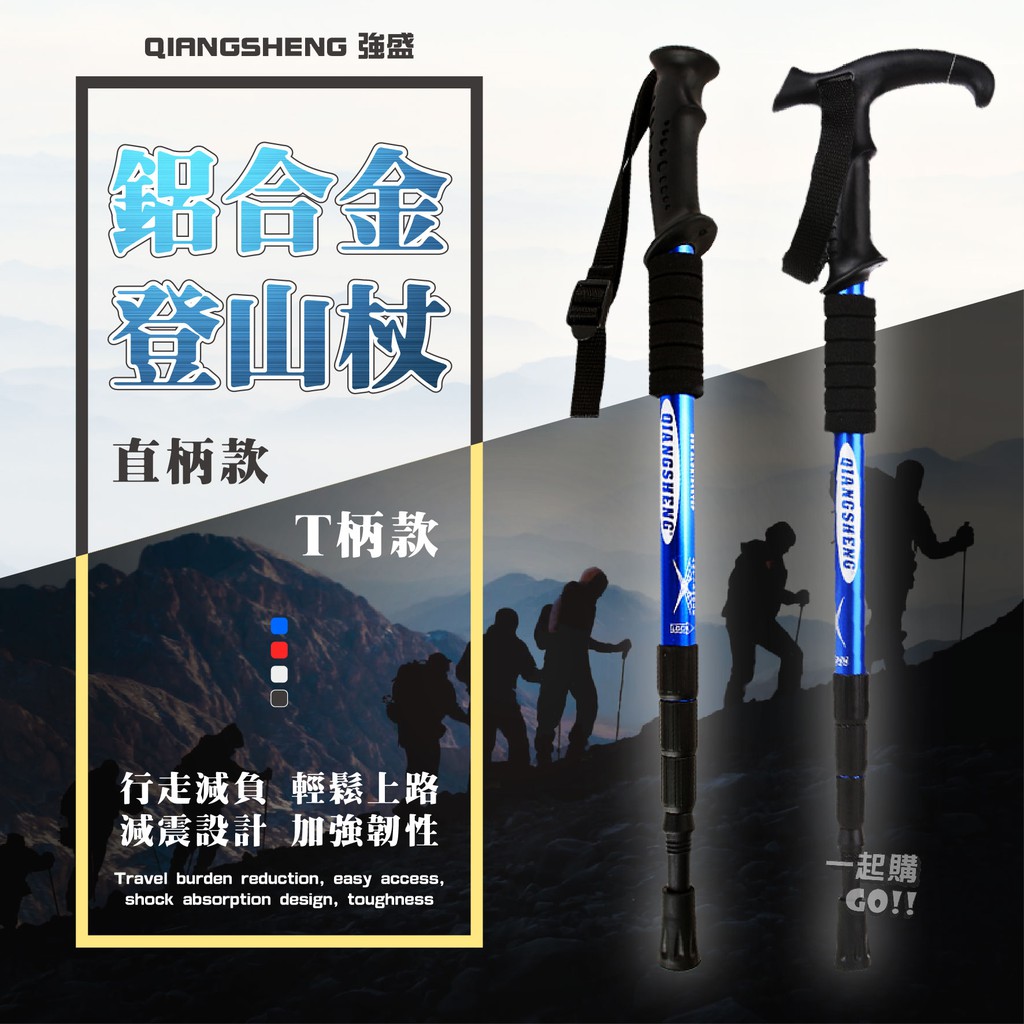 QIANGSHENG 強盛
鋁合金
登山杖
直柄款
T柄款
行走減負 輕鬆上路
減震設計 加強韌性
Travel burden reduction, easy access,
shock absorption design, toughness
QIANGSHENG
QIANGSHENG
一起購
GO!!